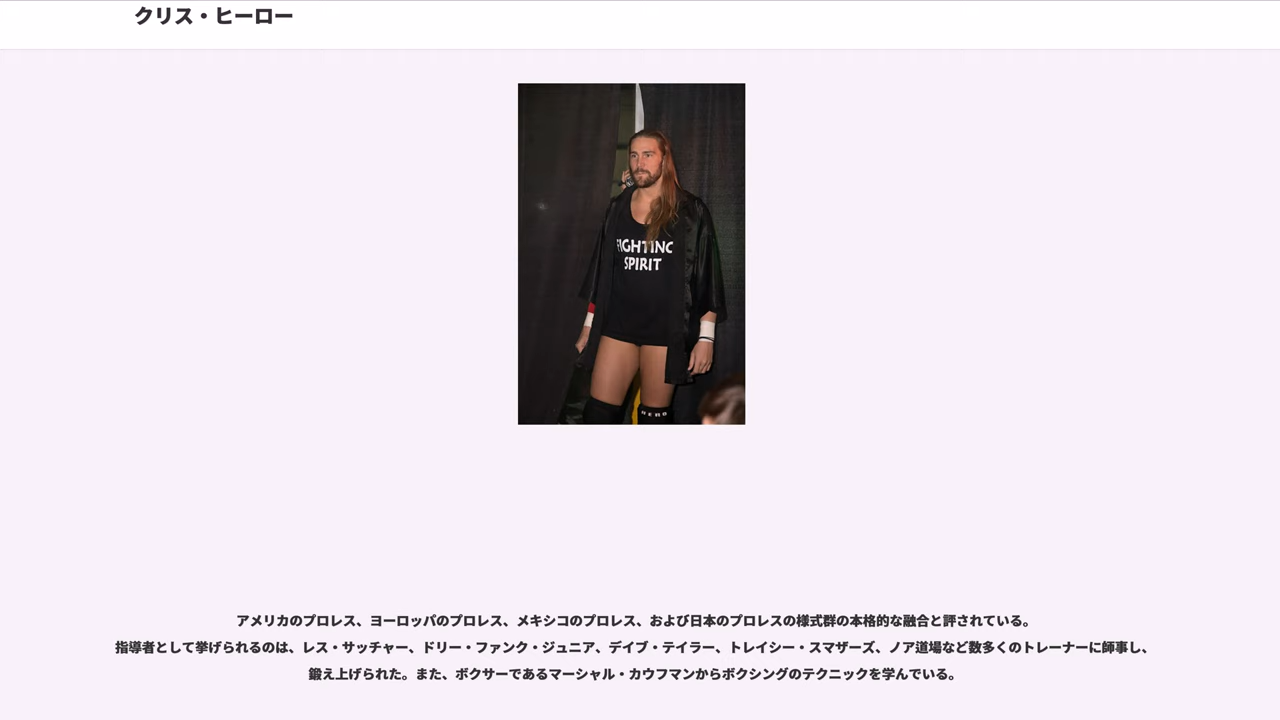 クリス・ヒーロー
FIGHTING
SPIRIT
HERO
アメリカのプロレス、ヨーロッパのプロレス、メキシコのプロレス、および日本のプロレスの様式群の本格的な融合と評されている。
指導者として挙げられるのは、レス・サッチャー、ドリー・ファンク・ジュニア、デイブ・テイラー、トレイシー・スマザーズ、ノア道場など数多くのトレーナーに師事し、
鍛え上げられた。また、ボクサーであるマーシャル・カウフマンからボクシングのテクニックを学んでいる。